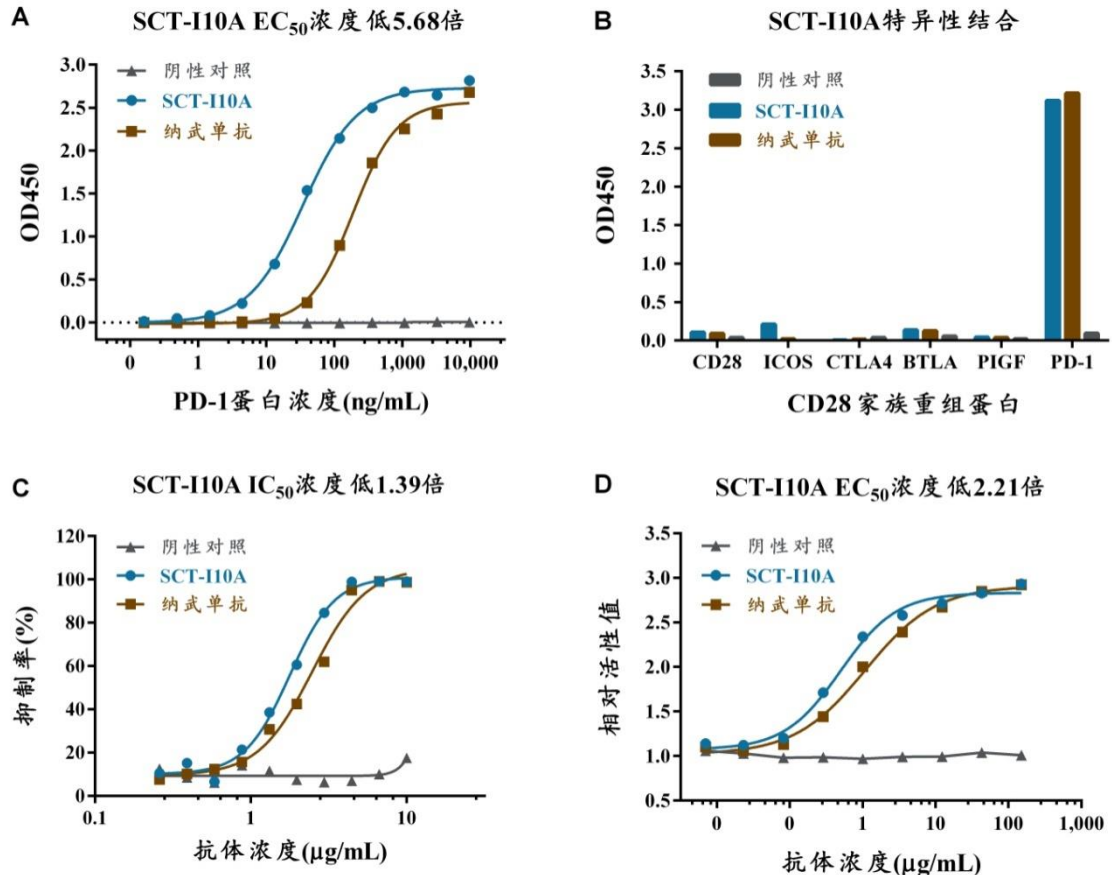 A
SCT-I10A EC50浓度低5.68倍
阴性对照
SCT-I10A
纳武单抗
OD450
3.0
2.5
2.0
1.5
1.0
0.5
0.0
0 1 10 100 1,000 10,000
PD-1蛋白浓度(ng/mL)
B
SCT-I10A特异性结合
阴性对照
SCT-I10A
纳武单抗
OD450
3.5
3.0
2.5
2.0
1.5
1.0
0.5
0.0
CD28 ICOS CTLA4 BTLA PIGF PD-1
CD28家族重组蛋白
C
SCT-I10A IC50浓度低1.39倍
阴性对照
SCT-I10A
纳武单抗
抑制率(%)
120
100
80
60
40
20
0
0.1 1 10
抗体浓度(μg/mL)
D
SCT-I10A EC50浓度低2.21倍
阴性对照
SCT-I10A
纳武单抗
相对活性值
3.5
3.0
2.5
2.0
1.5
1.0
0.5
0 0 1 10 100 1,000
抗体浓度(μg/mL)